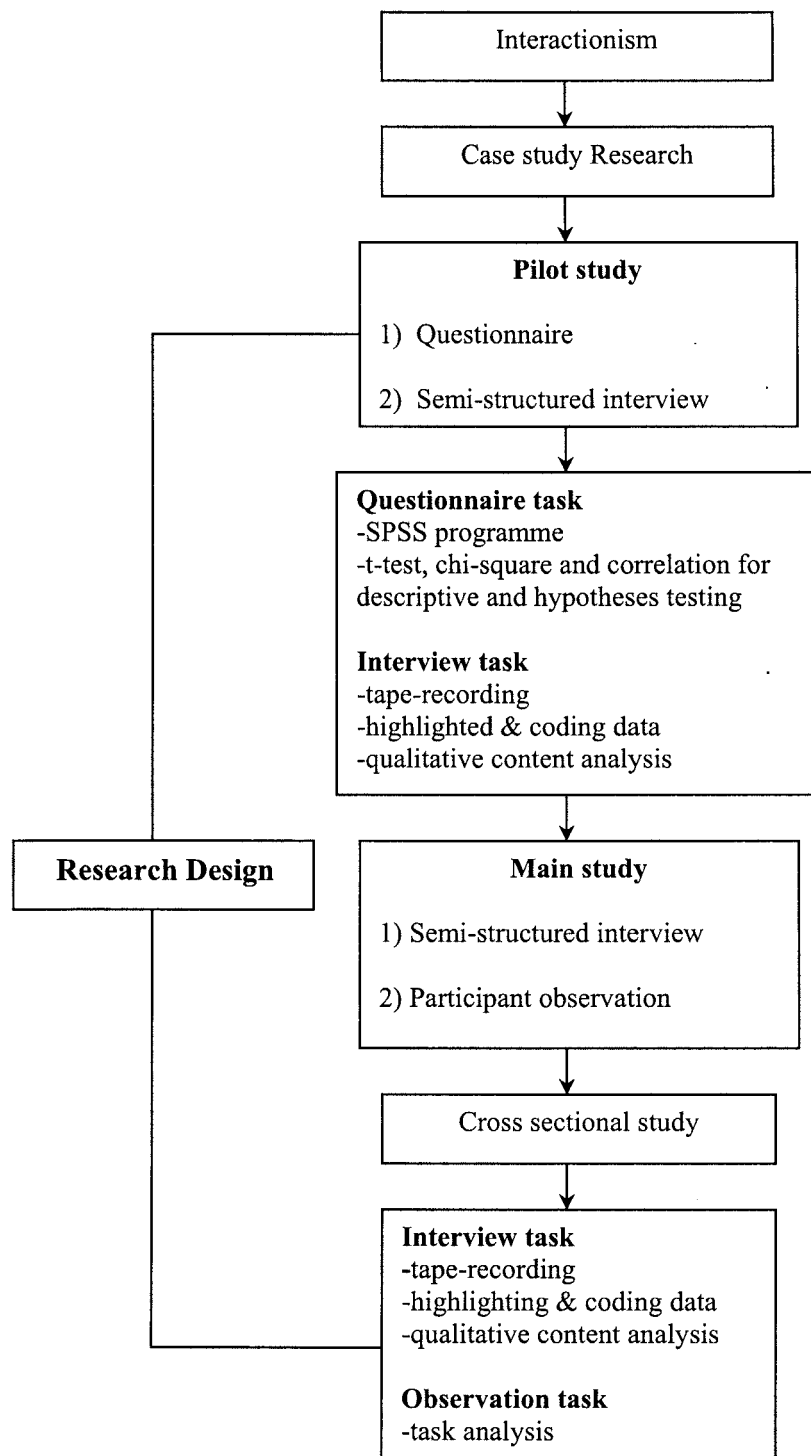 Interactionism
Case study Research
Pilot study
1) Questionnaire
2) Semi-structured interview
Questionnaire task
-SPSS programme
-t-test, chi-square and correlation for
descriptive and hypotheses testing
Interview task
-tape-recording
-highlighted & coding data
-qualitative content analysis
Research Design
Main study
1) Semi-structured interview
2) Participant observation
Cross sectional study
Interview task
-tape-recording
-highlighting & coding data
-qualitative content analysis
Observation task
-task analysis